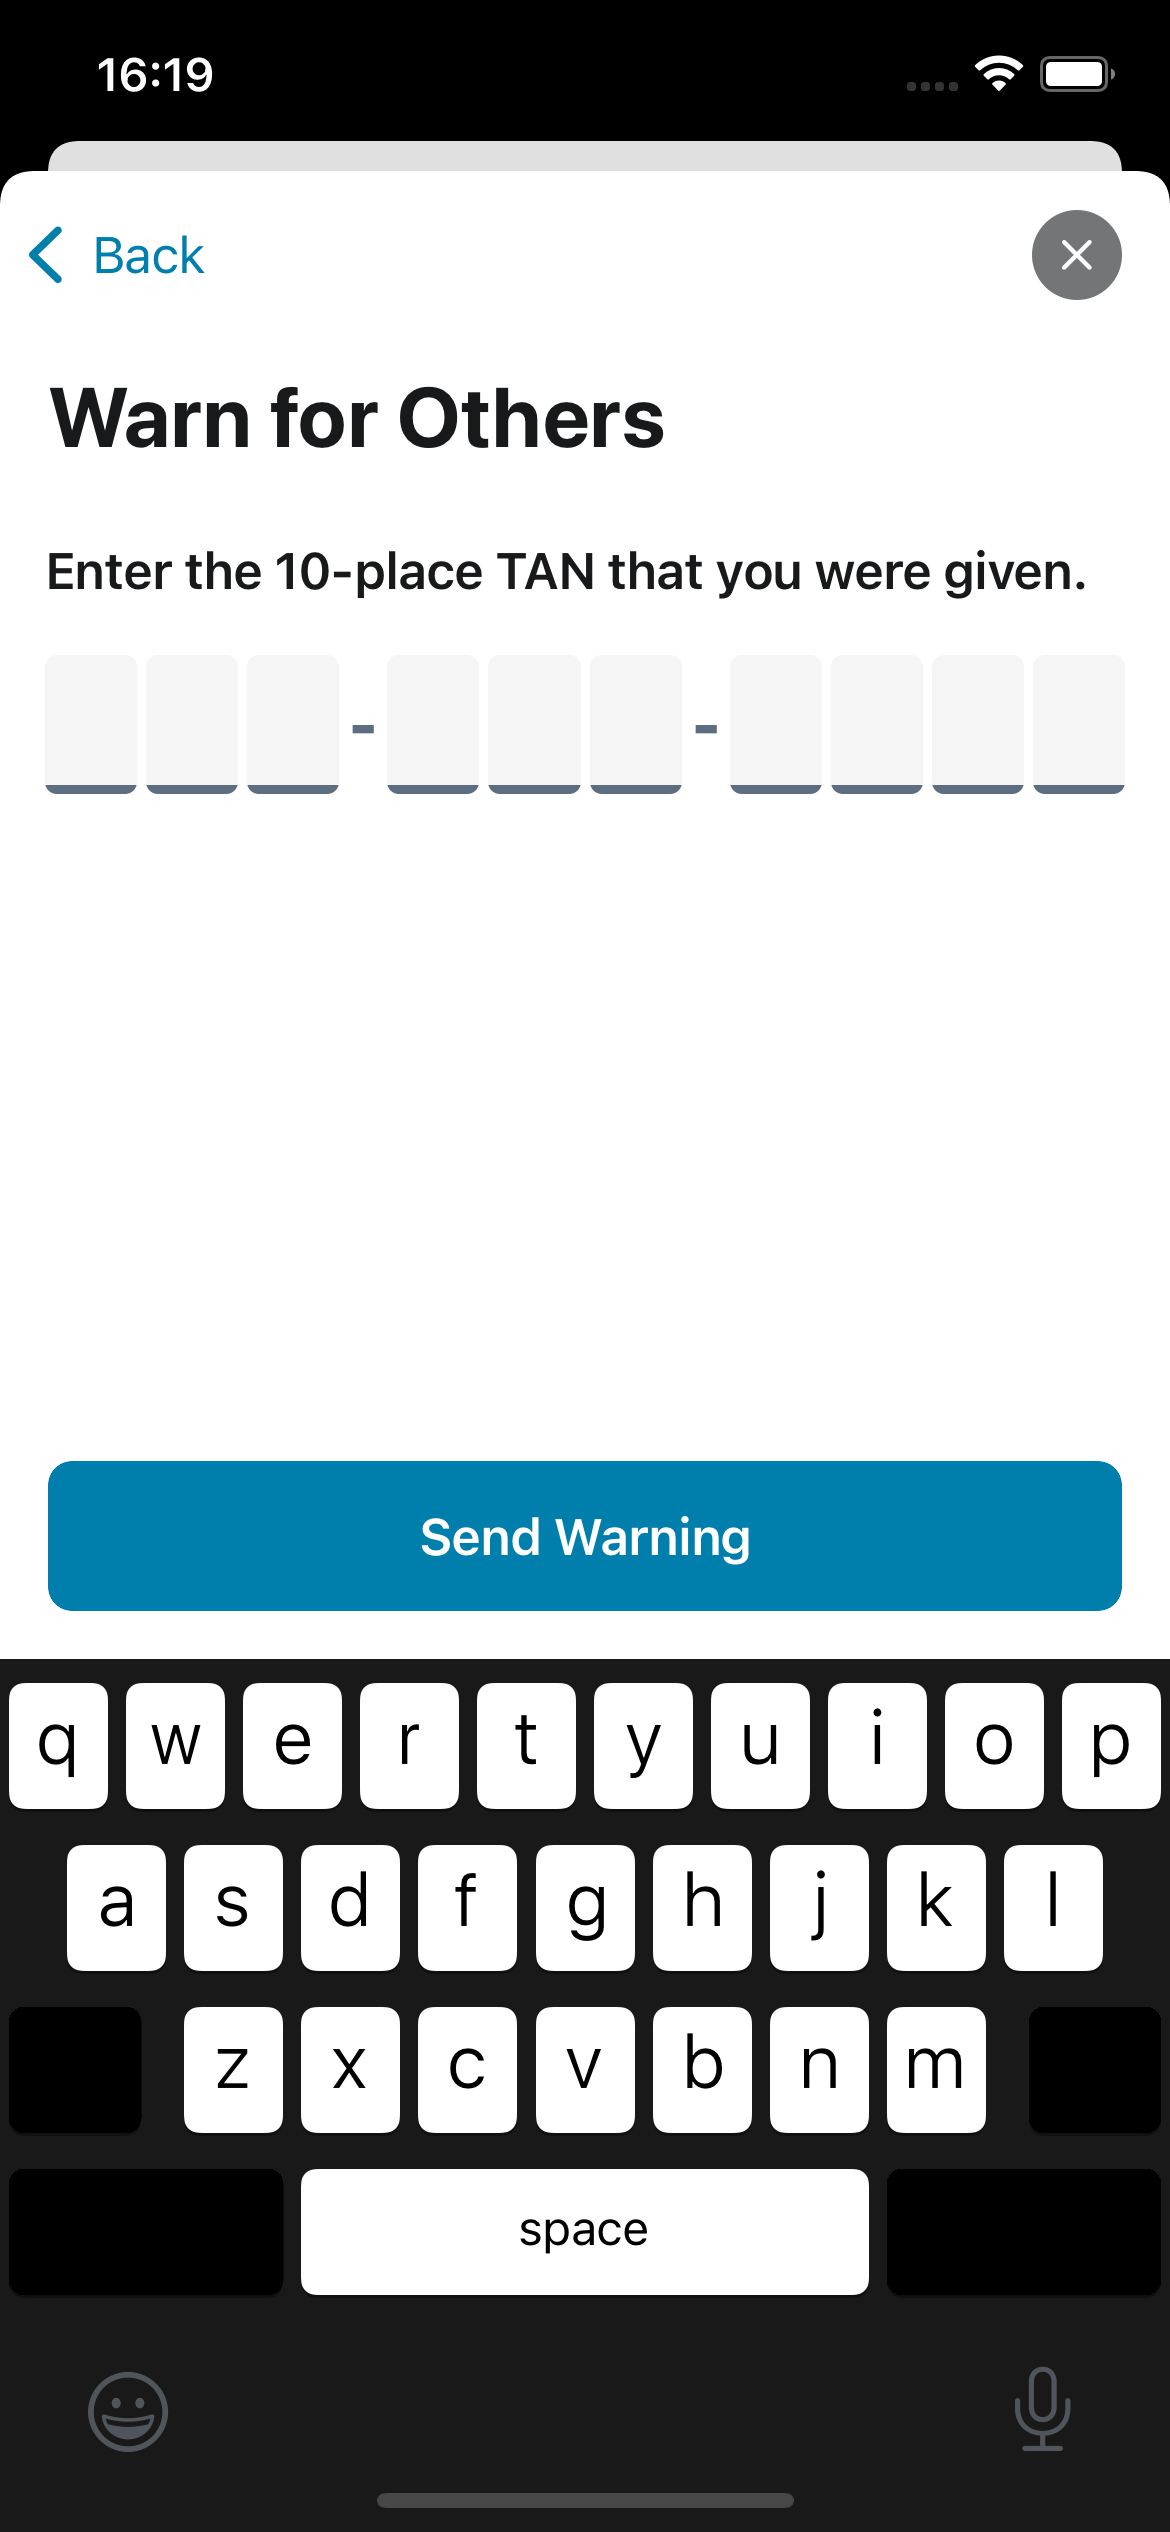 16:19
Back
Warn for Others
Enter the 10-place TAN that you were given.
- -
Send Warning
q w e r t y u i o p
a s d f g h j k l
z x c v b n m
space